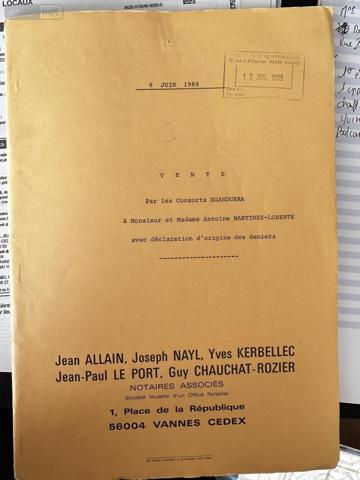 LOCAUX
6 JUIN 1989
13 JUIL 1989
V E N T E
Par les Consorts SGANDURRA
à Monsieur et Madame Antoine MARTINEZ-LORENTE
avec déclaration d'origine des deniers
---------------------
Jean ALLAIN, Joseph NAYL, Yves KERBELLEC
Jean-Paul LE PORT, Guy CHAUCHAT-ROZIER
NOTAIRES ASSOCIÉS
Société titulaire d'un Office Notarial
1, Place de la République
56004 VANNES CEDEX